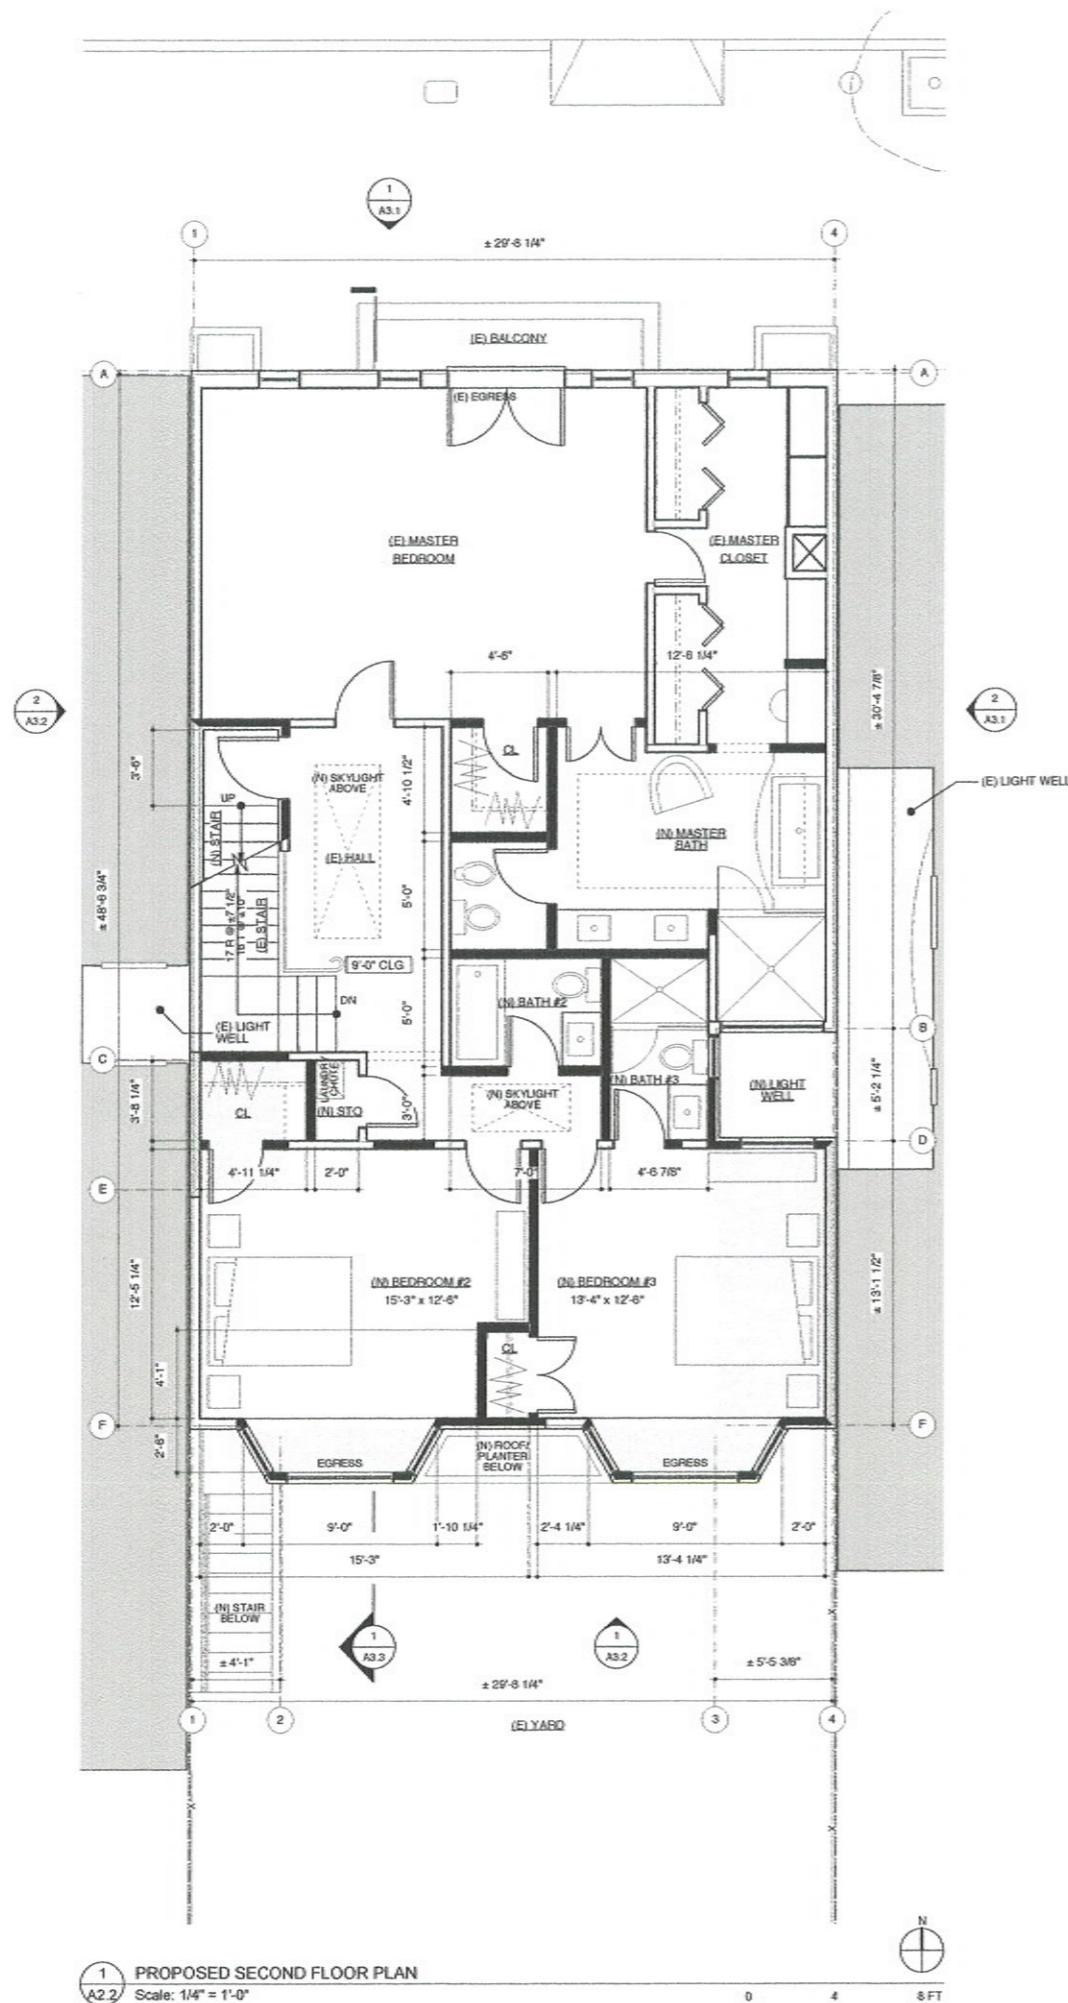 1
A3.1
1
4
± 29'-8 1/4"
(E) BALCONY
A
A
(E) EGRESS
(E) MASTER
BEDROOM
(E) MASTER
CLOSET
4'-6"
12'-6 1/4"
± 30'-4 7/8"
2
A3.2
2
A3.1
3'-6"
CL
(N) SKYLIGHT
ABOVE
4'-10 1/2"
(E) LIGHT WELL
UP
(N) STAIR
(N) MASTER
BATH
(E) HALL
± 48'-6 3/4"
5'-0"
17 R @ ±7 1/2"
16 T @ ±10"
(E) STAIR
9'-0" CLG
DN
5'-0"
(N) BATH #2
(E) LIGHT
WELL
B
C
3'-8 1/4"
CL
LAUNDRY
CHUTE
(N) STO
3'-0"
(N) SKYLIGHT
ABOVE
(N) BATH #3
(N) LIGHT
WELL
± 5'-2 1/4"
D
E
4'-11 1/4"
2'-0"
7'-0"
4'-6 7/8"
12'-5 1/4"
(N) BEDROOM #2
15'-3" x 12'-6"
(N) BEDROOM #3
13'-4" x 12'-6"
± 13'-1 1/2"
CL
4'-1"
F
F
2'-6"
EGRESS
(N) ROOF/
PLANTER
BELOW
EGRESS
2'-0"
9'-0"
1'-10 1/4"
2'-4 1/4"
9'-0"
2'-0"
15'-3"
13'-4 1/4"
(N) STAIR
BELOW
1
A3.3
1
A3.2
± 4'-1"
± 5'-5 3/8"
± 29'-8 1/4"
1
2
(E) YARD
3
4
N
1
A2.2
PROPOSED SECOND FLOOR PLAN
Scale: 1/4" = 1'-0"
0
4
8 FT